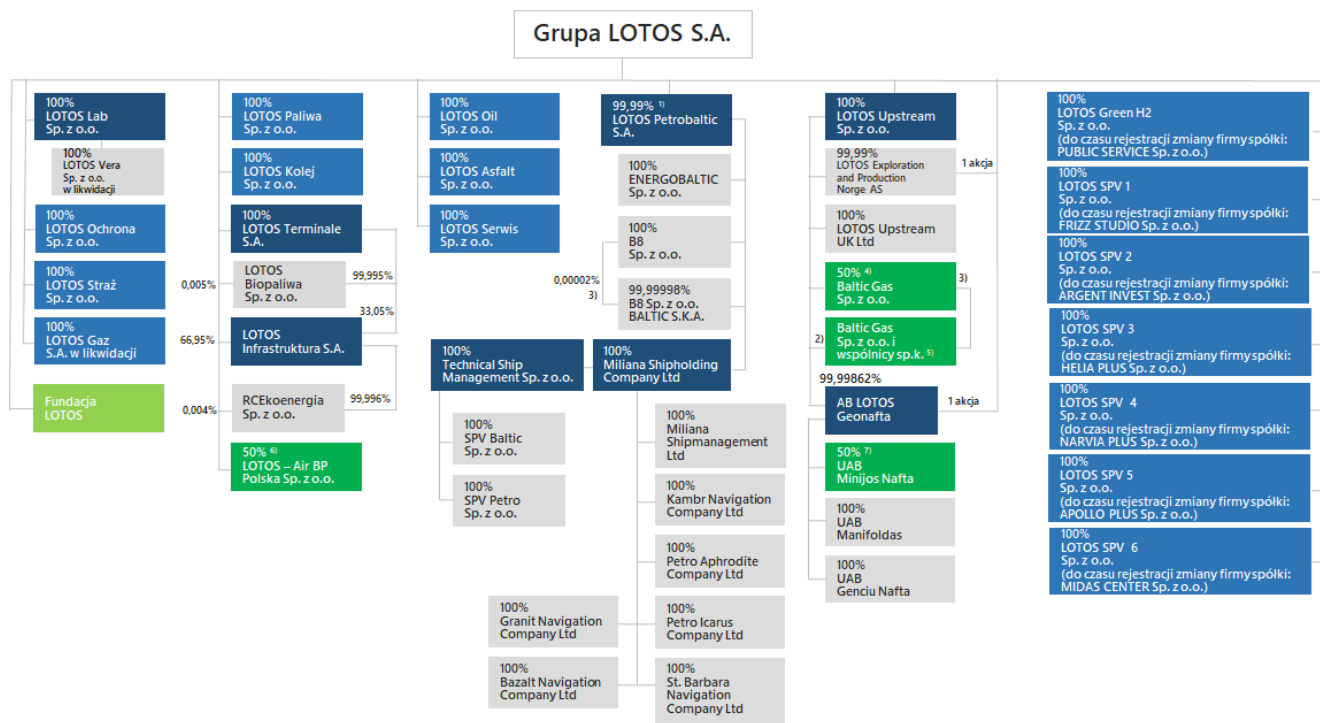 Grupa LOTOS S.A.
100%
LOTOS Lab
Sp. z o.o.
100%
LOTOS Vera
Sp. z o.o.
w likwidacji
100%
LOTOS Ochrona
Sp. z o.o.
100%
LOTOS Straż
Sp. z o.o.
100%
LOTOS Gaz
S.A. w likwidacji
Fundacja
LOTOS
100%
LOTOS Paliwa
Sp. z o.o.
100%
LOTOS Kolej
Sp. z o.o.
100%
LOTOS Terminale
S.A.
0,005%
LOTOS
Biopaliwa
Sp. z o.o.
99,995%
33,05%
66,95%
LOTOS
Infrastruktura S.A.
0,004%
RCEkoenergia
Sp. z o.o.
99,996%
50% 6)
LOTOS – Air BP
Polska Sp. z o.o.
100%
LOTOS Oil
Sp. z o.o.
100%
LOTOS Asfalt
Sp. z o.o.
100%
LOTOS Serwis
Sp. z o.o.
99,99% 1)
LOTOS Petrobaltic
S.A.
100%
ENERGOBALTIC
Sp. z o.o.
100%
B8
Sp. z o.o.
0,00002%
3)
99,99998%
B8 Sp. z o.o.
BALTIC S.K.A.
100%
Technical Ship
Management Sp. z o.o.
100%
Miliana Shipholding
Company Ltd
100%
SPV Baltic
Sp. z o.o.
100%
SPV Petro
Sp. z o.o.
100%
Miliana
Shipmanagement
Ltd
100%
Kambr Navigation
Company Ltd
100%
Petro Aphrodite
Company Ltd
100%
Granit Navigation
Company Ltd
100%
Petro Icarus
Company Ltd
100%
Bazalt Navigation
Company Ltd
100%
St. Barbara
Navigation
Company Ltd
100%
LOTOS Upstream
Sp. z o.o.
99,99%
LOTOS Exploration
and Production
Norge AS
1 akcja
100%
LOTOS Upstream
UK Ltd
50% 4)
Baltic Gas
Sp. z o.o.
3)
2)
Baltic Gas
Sp. z o.o. i
wspólnicy sp.k. 5)
99,99862%
AB LOTOS
Geonafta
1 akcja
50% 7)
UAB
Minijos Nafta
100%
UAB
Manifoldas
100%
UAB
Genciu Nafta
100%
LOTOS Green H2
Sp. z o.o.
(do czasu rejestracji zmiany firmy spółki:
PUBLIC SERVICE Sp. z o.o.)
100%
LOTOS SPV 1
Sp. z o.o.
(do czasu rejestracji zmiany firmy spółki:
FRIZZ STUDIO Sp. z o.o.)
100%
LOTOS SPV 2
Sp. z o.o.
(do czasu rejestracji zmiany firmy spółki:
ARGENT INVEST Sp. z o.o.)
100%
LOTOS SPV 3
Sp. z o.o.
(do czasu rejestracji zmiany firmy spółki:
HELIA PLUS Sp. z o.o.)
100%
LOTOS SPV 4
Sp. z o.o.
(do czasu rejestracji zmiany firmy spółki:
NARVIA PLUS Sp. z o.o.)
100%
LOTOS SPV 5
Sp. z o.o.
(do czasu rejestracji zmiany firmy spółki:
APOLLO PLUS Sp. z o.o.)
100%
LOTOS SPV 6
Sp. z o.o.
(do czasu rejestracji zmiany firmy spółki:
MIDAS CENTER Sp. z o.o.)